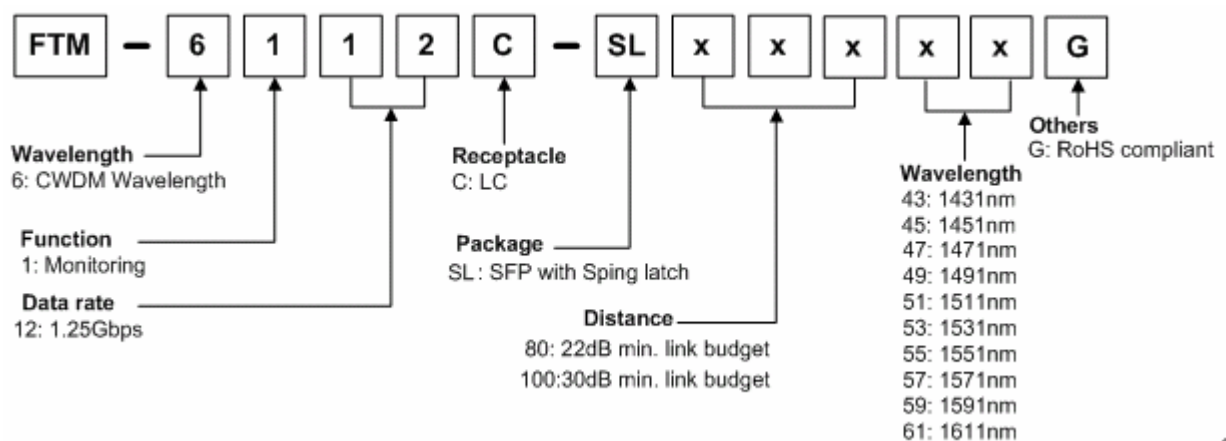 FTM - 6 1 1 2 C - SL x x x x x G
Wavelength
6: CWDM Wavelength
Function
1: Monitoring
Data rate
12: 1.25Gbps
Receptacle
C: LC
Package
SL: SFP with Sping latch
Distance
80: 22dB min. link budget
100:30dB min. link budget
Wavelength
43: 1431nm
45: 1451nm
47: 1471nm
49: 1491nm
51: 1511nm
53: 1531nm
55: 1551nm
57: 1571nm
59: 1591nm
61: 1611nm
Others
G: RoHS compliant